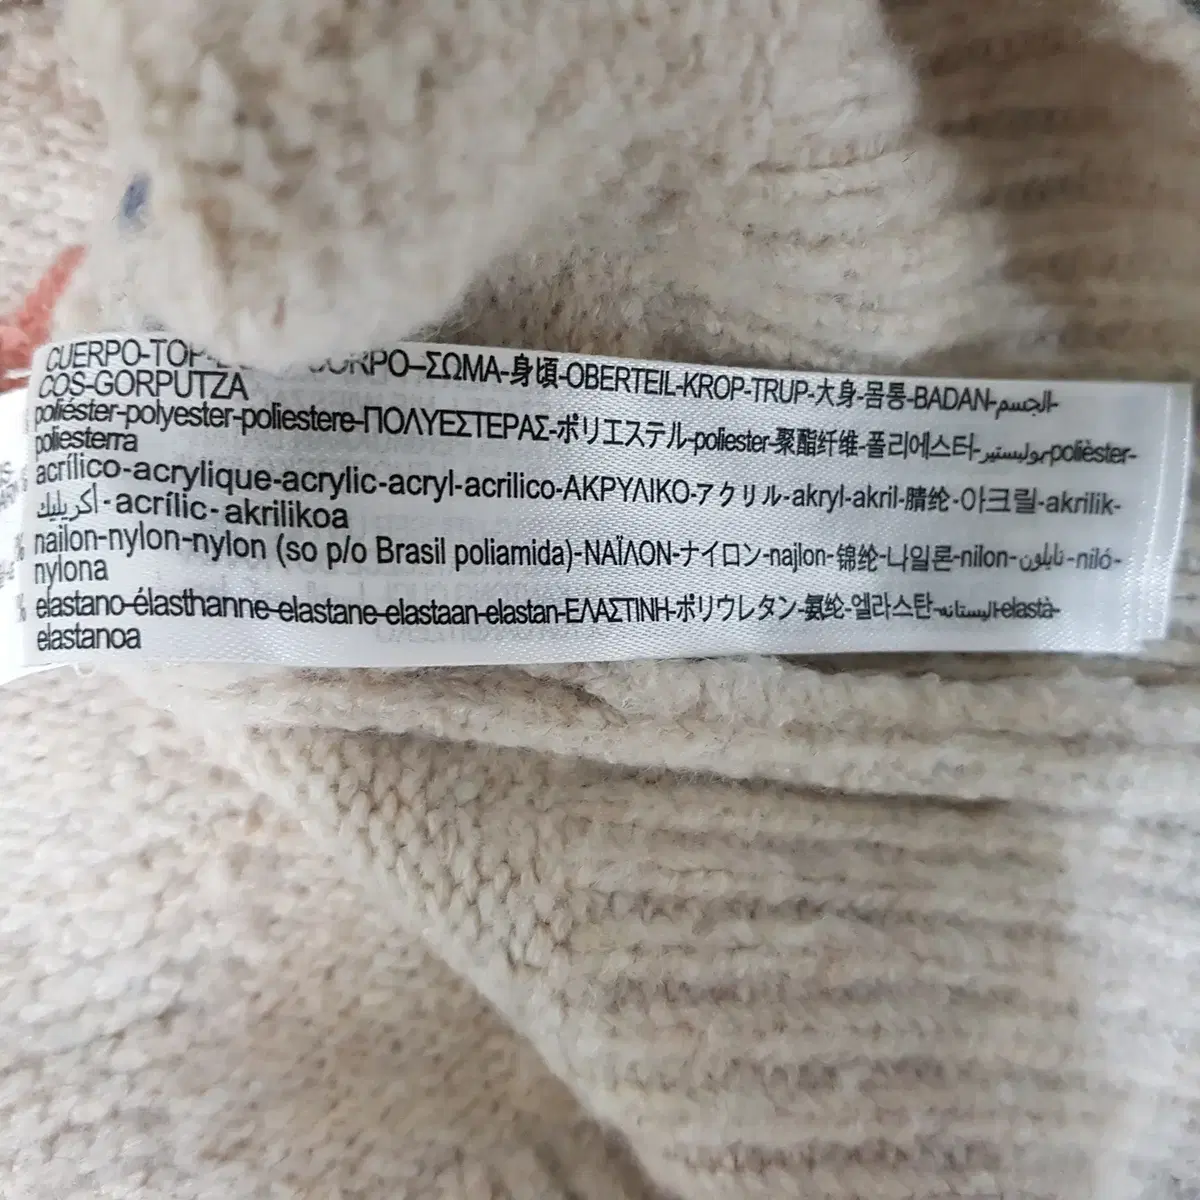 CUERPO-TOP- CORPO-ΣΩΜΑ-身頃-OBERTEIL-KROP-TRUP-大身-몸통-BADAN-الجسم-
COS-GORPUTZA
poliéster-polyester-poliestere-ΠΟΛΥΕΣΤΕΡΑΣ-ポリエステル-poliester-聚酯纤维-폴리에스터-بوليستير-polièster-
poliesterra
acrílico-acrylique-acrylic-acryl-acrilico-ΑΚΡΥΛΙΚΟ-アクリル-akryl-akril-腈纶-아크릴-akrilik-
أكريليك-acrílic-akrilikoa
% nailon-nylon-nylon (so p/o Brasil poliamida)-ΝΑΪΛΟΝ-ナイロン-najlon-锦纶-나일론-nilon-نايلون-niló-
nylona
% elastano-élasthanne-elastane-elastaan-elastan-ΕΛΑΣΤΙΝΗ-ポリウレタン-氨纶-엘라스탄-اليستانه-elastà-
elastanoa